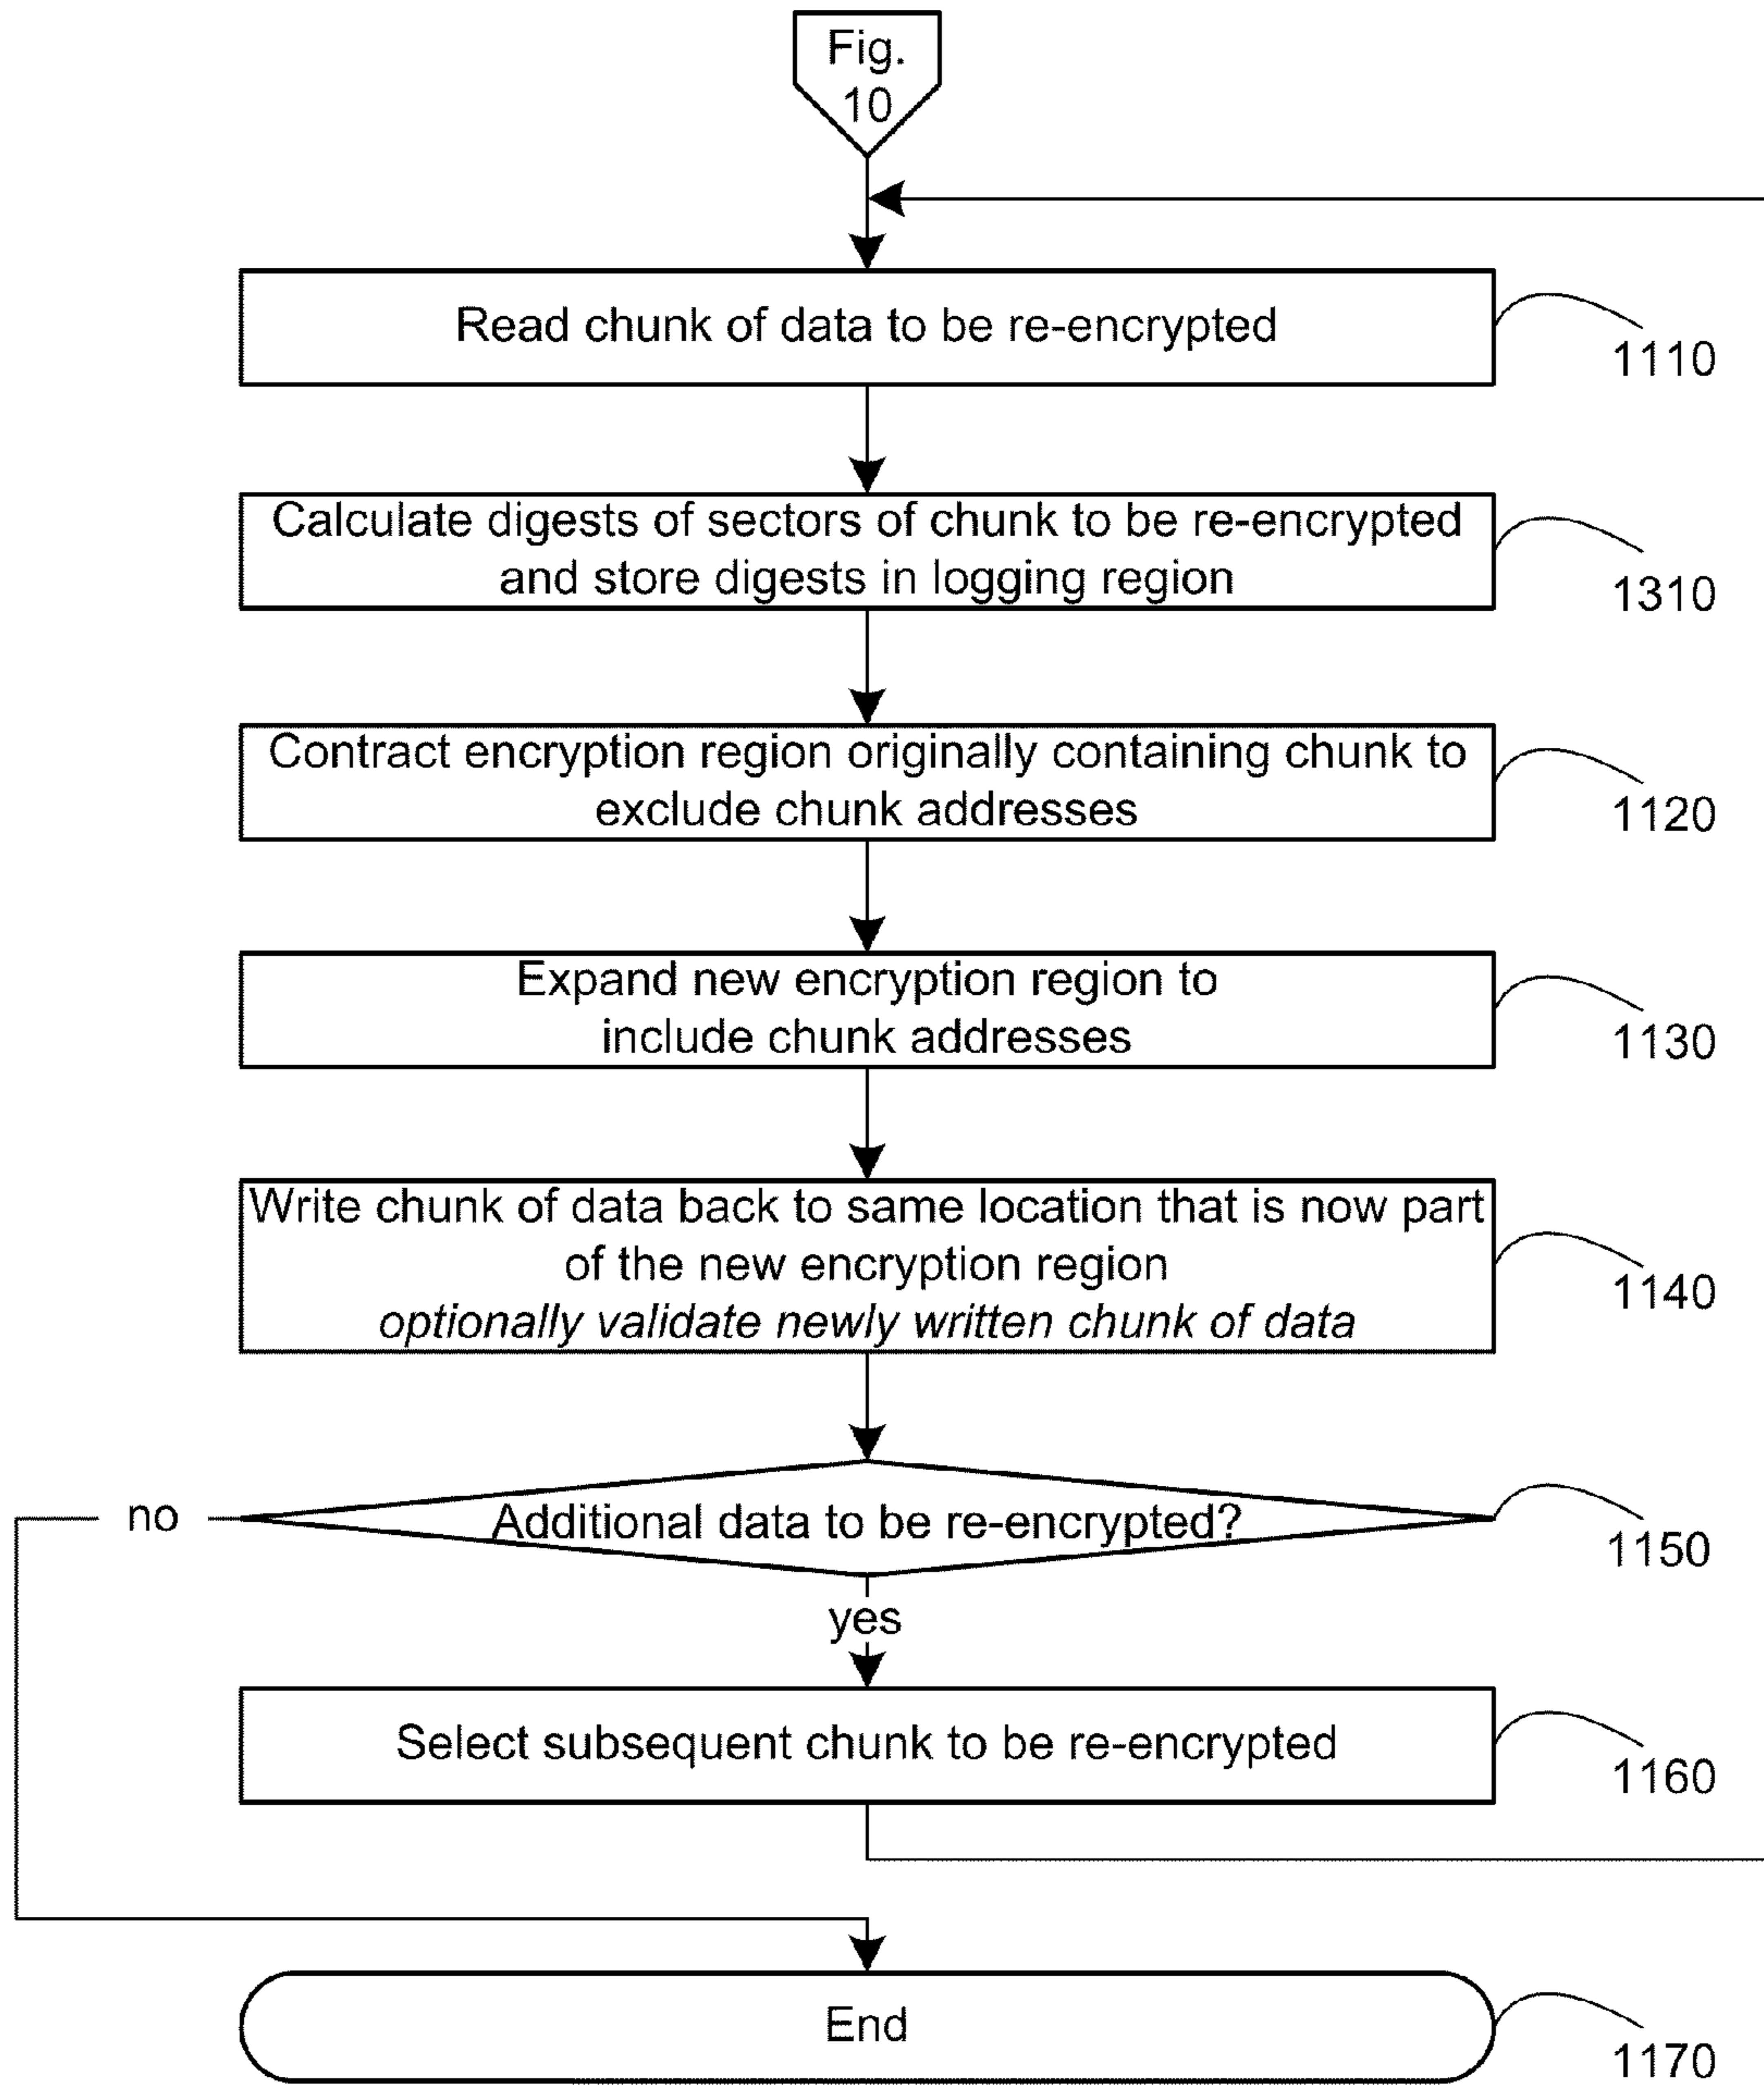 Fig.
10
Read chunk of data to be re-encrypted
1110
Calculate digests of sectors of chunk to be re-encrypted
and store digests in logging region
1310
Contract encryption region originally containing chunk to
exclude chunk addresses
1120
Expand new encryption region to
include chunk addresses
1130
Write chunk of data back to same location that is now part
of the new encryption region
optionally validate newly written chunk of data
1140
no
Additional data to be re-encrypted?
1150
yes
Select subsequent chunk to be re-encrypted
1160
End
1170